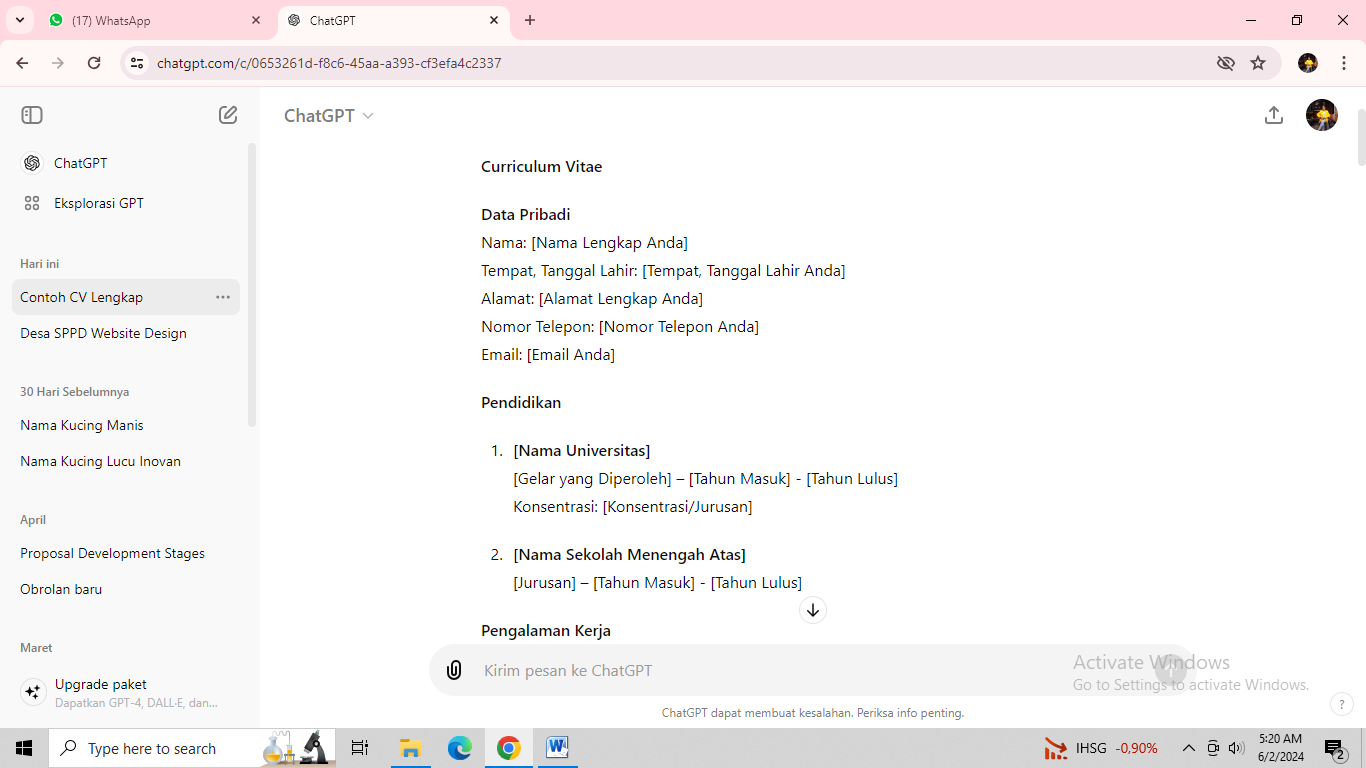 (17) WhatsApp
ChatGPT
chatgpt.com/c/0653261d-f8c6-45aa-a393-cf3efa4c2337
ChatGPT
Eksplorasi GPT
Hari ini
Contoh CV Lengkap
Desa SPPD Website Design
30 Hari Sebelumnya
Nama Kucing Manis
Nama Kucing Lucu Inovan
April
Proposal Development Stages
Obrolan baru
Maret
Upgrade paket
Dapatkan GPT-4, DALL·E, dan...
ChatGPT
Curriculum Vitae
Data Pribadi
Nama: [Nama Lengkap Anda]
Tempat, Tanggal Lahir: [Tempat, Tanggal Lahir Anda]
Alamat: [Alamat Lengkap Anda]
Nomor Telepon: [Nomor Telepon Anda]
Email: [Email Anda]
Pendidikan
1. [Nama Universitas]
[Gelar yang Diperoleh] – [Tahun Masuk] - [Tahun Lulus]
Konsentrasi: [Konsentrasi/Jurusan]
2. [Nama Sekolah Menengah Atas]
[Jurusan] – [Tahun Masuk] - [Tahun Lulus]
Pengalaman Kerja
Kirim pesan ke ChatGPT
Activate Windows
Go to Settings to activate Windows.
ChatGPT dapat membuat kesalahan. Periksa info penting.
?
Type here to search
W
IHSG -0,90%
5:20 AM
6/2/2024
2